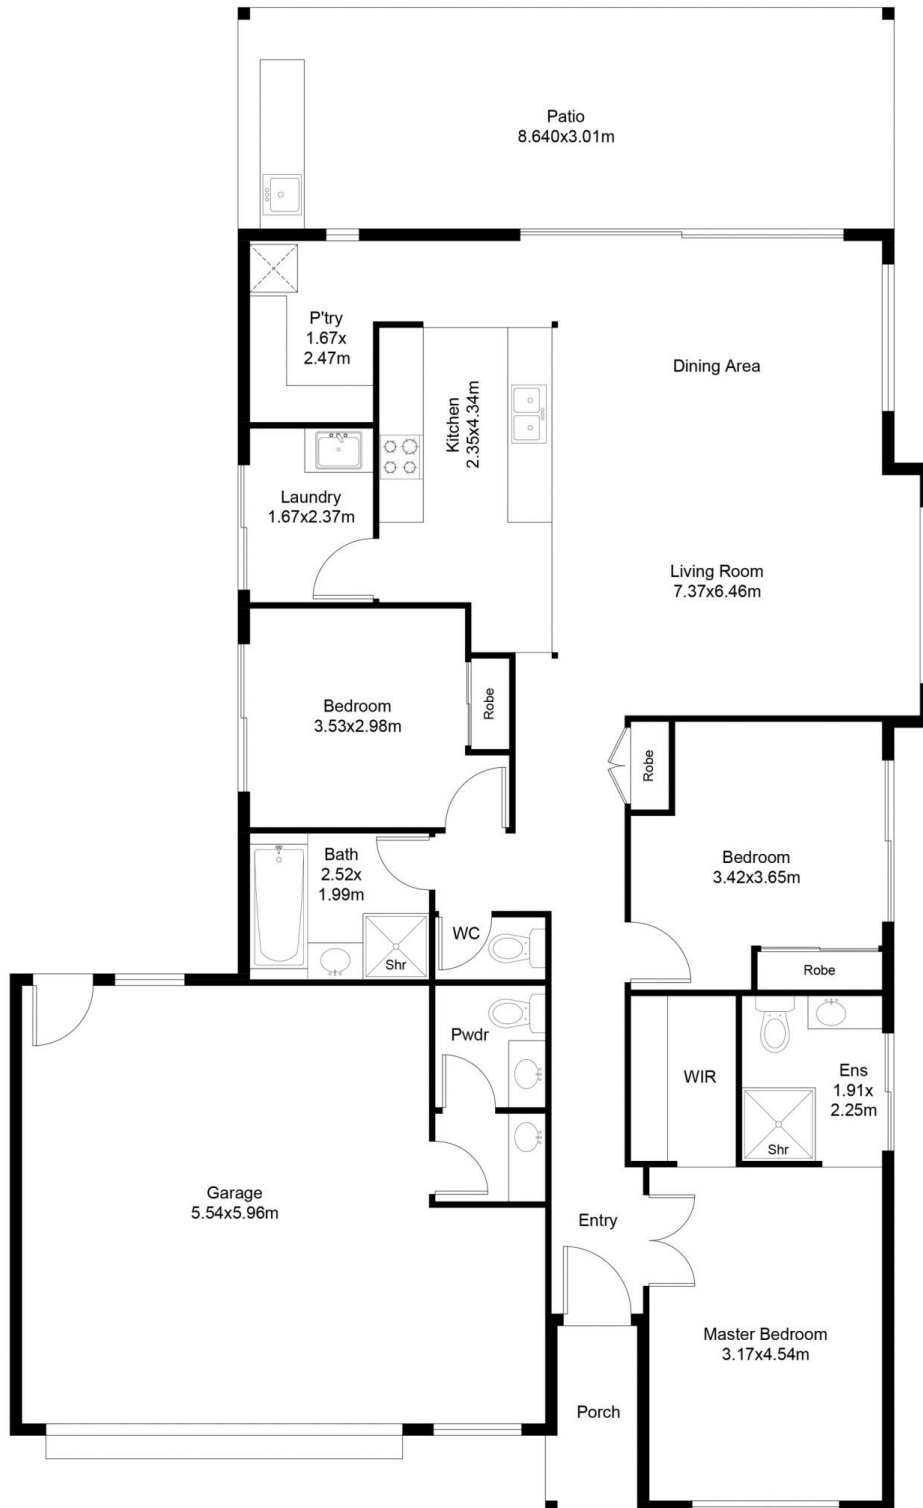 Patio
8.640x3.01m
P'try
1.67x
2.47m
Kitchen
2.35x4.34m
Dining Area
Laundry
1.67x2.37m
Living Room
7.37x6.46m
Bedroom
3.53x2.98m
Robe
Robe
Bath
2.52x
1.99m
Bedroom
3.42x3.65m
WC
Shr
Robe
Pwdr
WIR
Ens
1.91x
2.25m
Shr
Garage
5.54x5.96m
Entry
Master Bedroom
3.17x4.54m
Porch